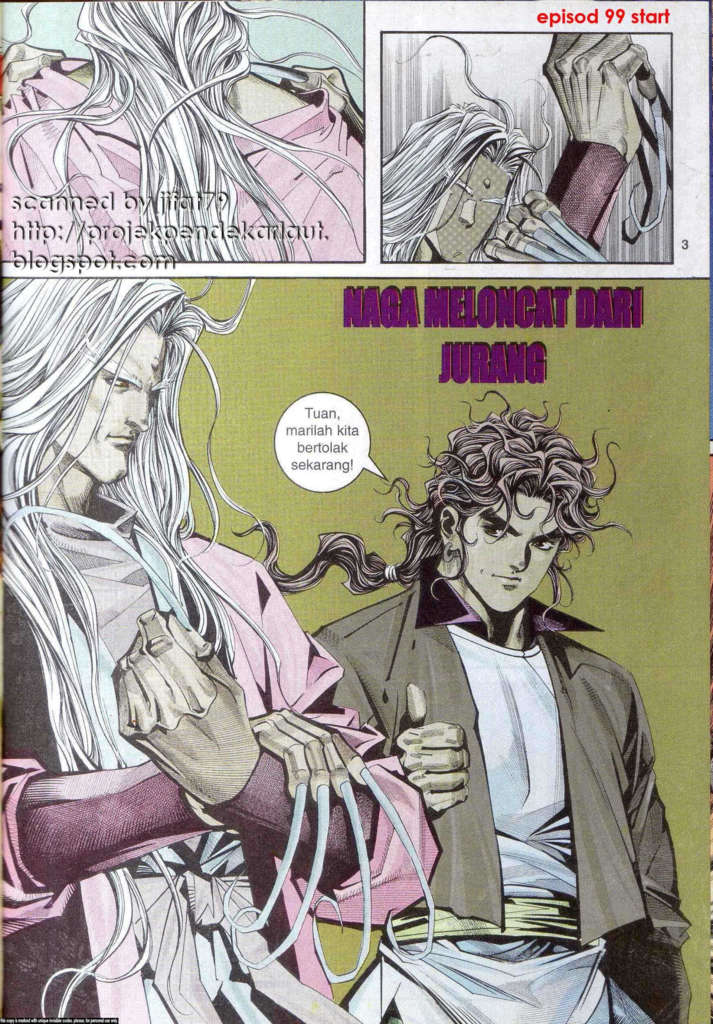 episod 99 start
scanned by jifat79
http://projekpendekarlaut.
blogspot.com
3
NAGA MELONCAT DARI
JURANG
Tuan,
marilah kita
bertolak
sekarang!